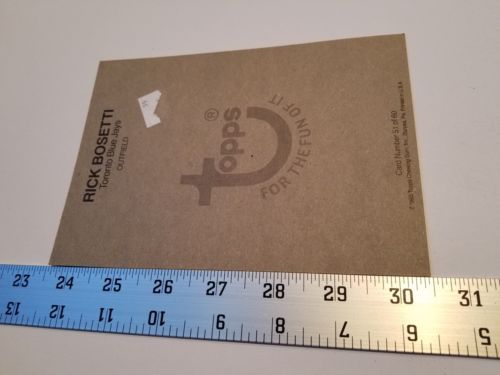 RICK BOSETTI
Toronto Blue Jays
OUTFIELD
topps®
FOR THE FUN OF IT
Card Number 51 of 60
23 24 25 26 27 28 29 30 31
13 12 11 10 9 8 7 6 5